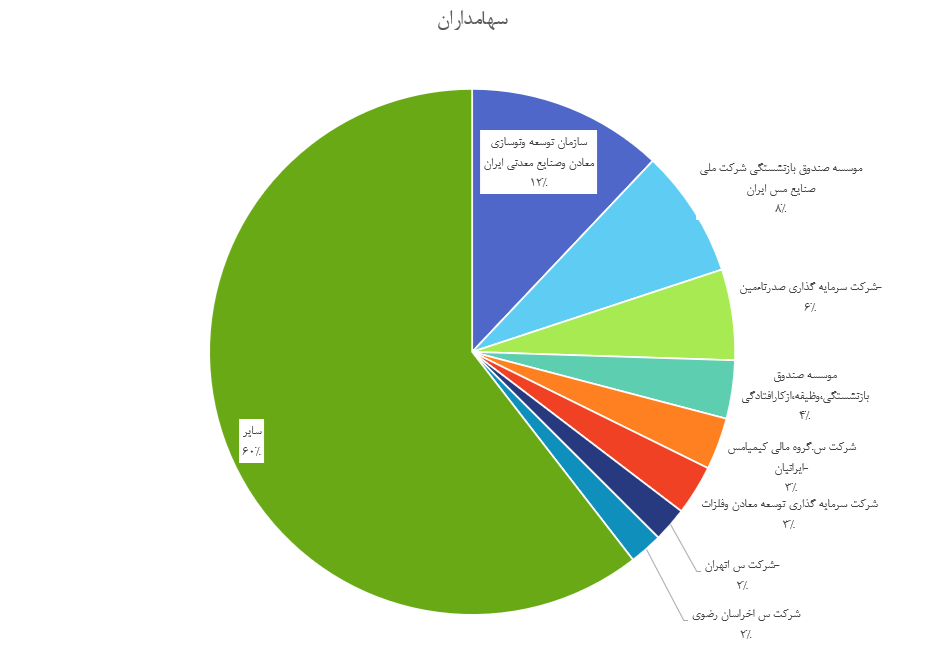 سهامداران
سازمان توسعه ونوسازی
معادن وصنایع معدنی ایران
۱۲٪
موسسه صندوق بازنشستگی شرکت ملی
صنایع مس ایران
۸٪
شرکت سرمایه گذاری صدرتامین-
۶٪
موسسه صندوق
بازنشستگی،وظیفه،ازکارافتادگی
۴٪
شرکت س.گروه مالی کیمیامس
ایرانیان-
۳٪
شرکت سرمایه گذاری توسعه معادن وفلزات
۳٪
شرکت س اتهران-
۲٪
شرکت س اخراسان رضوی
۲٪
سایر
۶۰٪